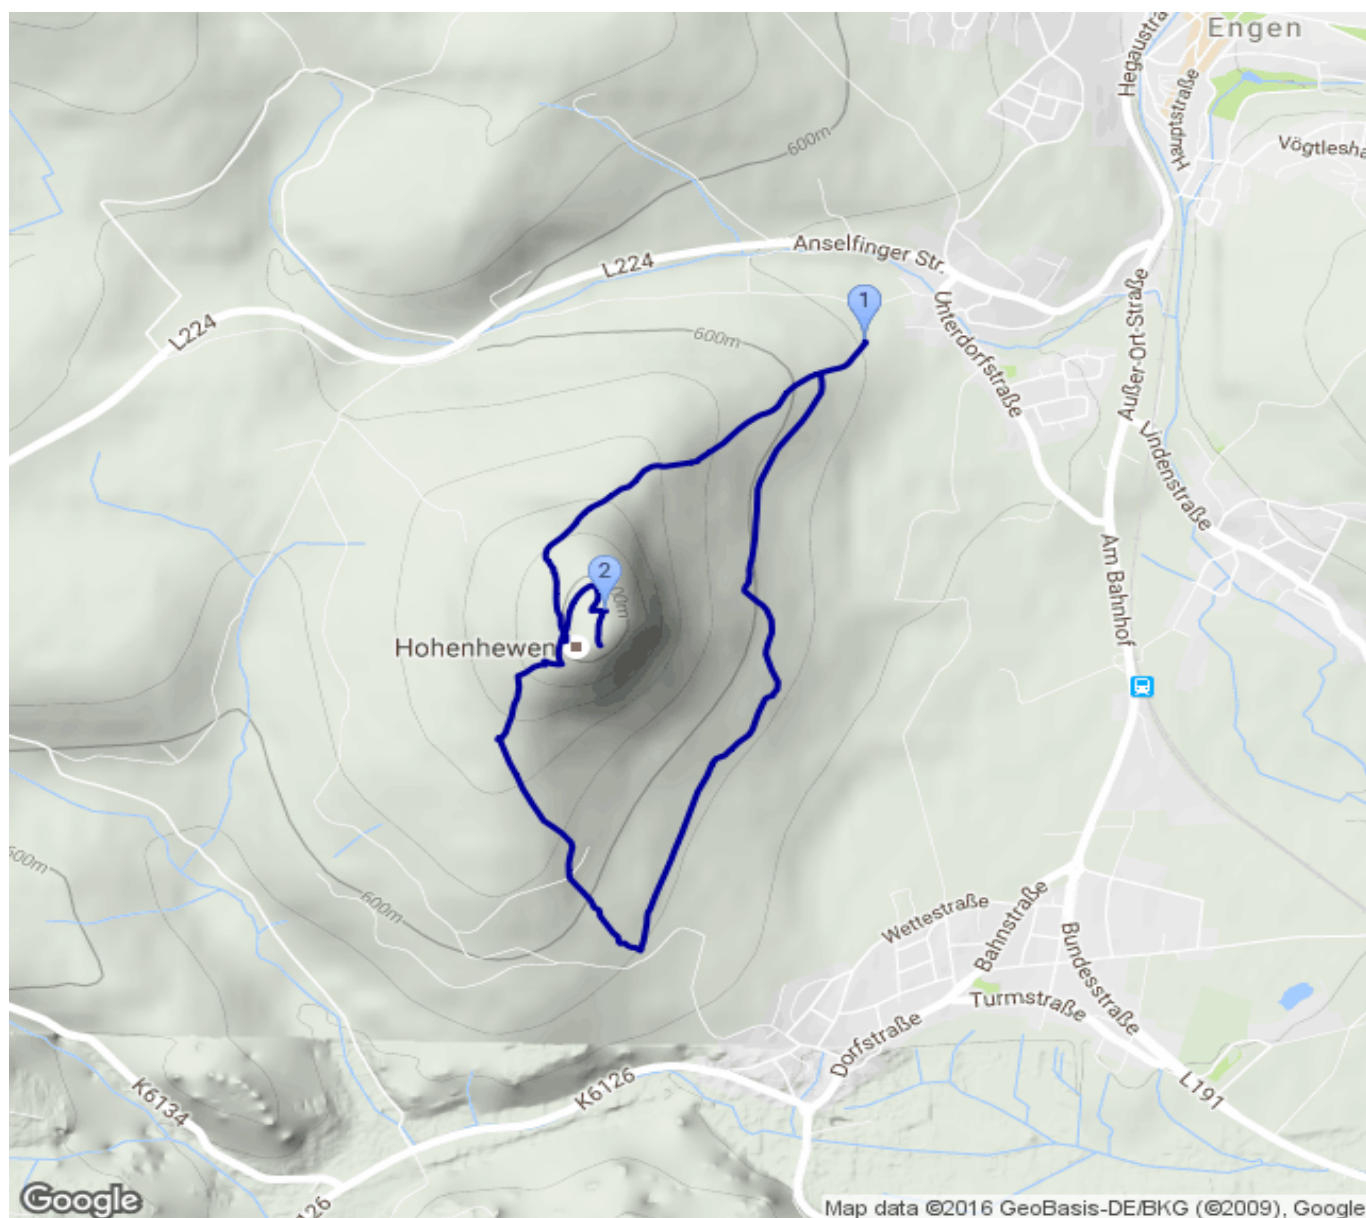 Engen
Hegaustra
Hauptstraße
Vögtlesha
600m
Anselfinger Str.
L224
L224
1
600m
Unterdorfstraße
Außer-Ort-Straße
Lindenstraße
2
00m
Am Bahnhof
Hohenhewen
600m
600m
Wettestraße
Bahnstraße
Bundesstraße
Turmstraße
Dorfstraße
K6126
K6134
L191
126
Google
Map data ©2016 GeoBasis-DE/BKG (©2009), Google